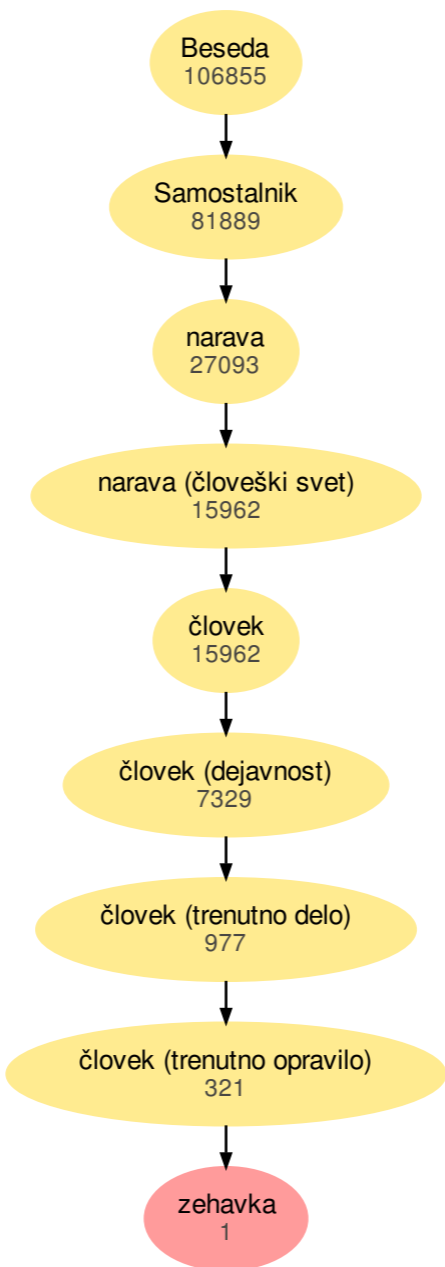 Beseda
106855
Samostalnik
81889
narava
27093
narava (človeški svet)
15962
človek
15962
človek (dejavnost)
7329
človek (trenutno delo)
977
človek (trenutno opravilo)
321
zehavka
1